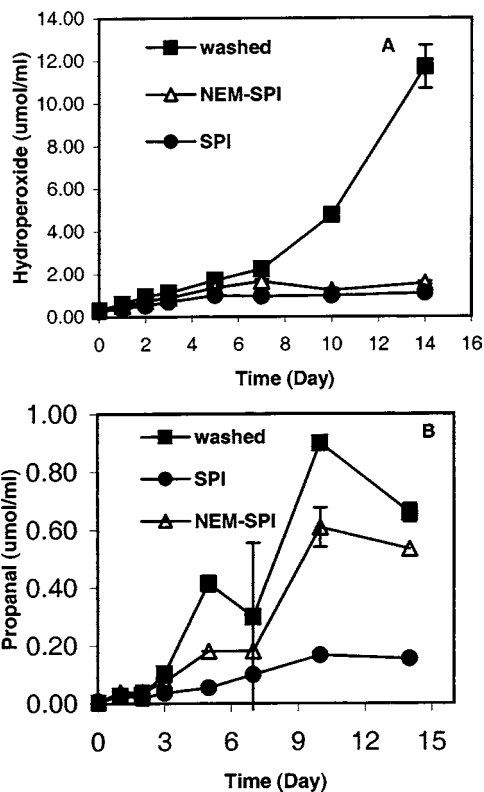 14.00
12.00
10.00
8.00
6.00
4.00
2.00
0.00
Hydroperoxide (umol/ml)
washed
NEM-SPI
SPI
A
0 2 4 6 8 10 12 14 16
Time (Day)
1.00
0.80
0.60
0.40
0.20
0.00
Propanal (umol/ml)
washed
SPI
NEM-SPI
B
0 3 6 9 12 15
Time (Day)